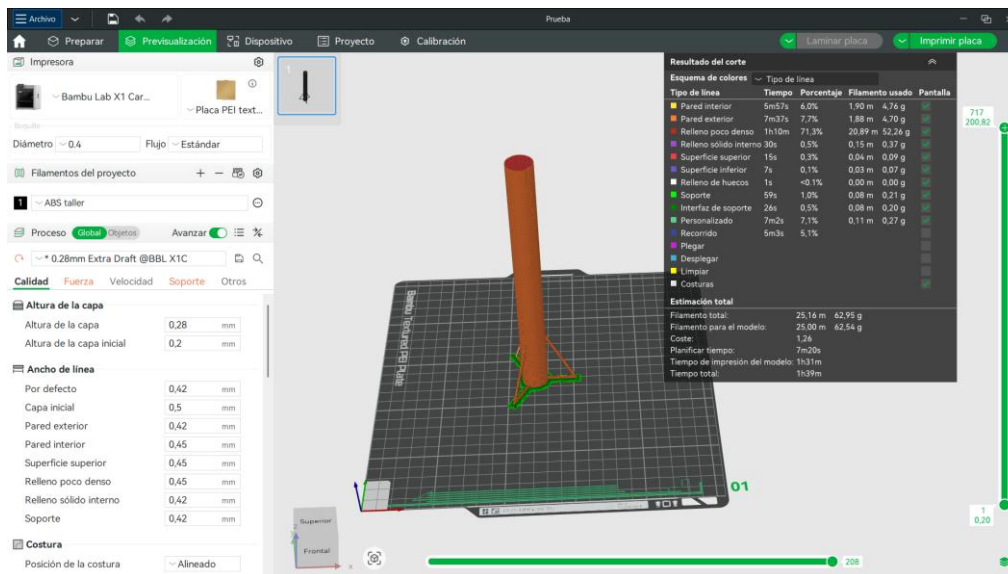 Archivo
Prueba
Preparar
Previsualización
Dispositivo
Proyecto
Calibración
Laminar placa
Imprimir placa
Impresora
Bambu Lab X1 Car...
Placa PEI text...
Boquilla
Diámetro 0.4 Flujo Estándar
Filamentos del proyecto
1 ABS taller
Proceso Global Objetos Avanzar
* 0.28mm Extra Draft @BBL X1C
Calidad Fuerza Velocidad Soporte Otros
Altura de la capa
Altura de la capa 0,28 mm
Altura de la capa inicial 0,2 mm
Ancho de línea
Por defecto 0,42 mm
Capa inicial 0,5 mm
Pared exterior 0,42 mm
Pared interior 0,45 mm
Superficie superior 0,45 mm
Relleno poco denso 0,45 mm
Relleno sólido interno 0,42 mm
Soporte 0,42 mm
Costura
Posición de la costura Alineado
1
Bambu Textured PEI Plate
01
Superior
Frontal
z
x
Resultado del corte
Esquema de colores Tipo de línea
Tipo de línea Tiempo Porcentaje Filamento usado Pantalla
Pared interior 5m57s 6,0% 1,90 m 4,76 g
Pared exterior 7m37s 7,7% 1,88 m 4,70 g
Relleno poco denso 1h10m 71,3% 20,89 m 52,26 g
Relleno sólido interno 30s 0,5% 0,15 m 0,37 g
Superficie superior 15s 0,3% 0,04 m 0,09 g
Superficie inferior 7s 0,1% 0,03 m 0,07 g
Relleno de huecos 1s <0.1% 0,00 m 0,00 g
Soporte 59s 1,0% 0,08 m 0,21 g
Interfaz de soporte 26s 0,5% 0,08 m 0,20 g
Personalizado 7m2s 7,1% 0,11 m 0,27 g
Recorrido 5m3s 5,1%
Plegar
Desplegar
Limpiar
Costuras
Estimación total
Filamento total: 25,16 m 62,95 g
Filamento para el modelo: 25,00 m 62,54 g
Coste: 1,26
Planificar tiempo: 7m20s
Tiempo de impresión del modelo: 1h31m
Tiempo total: 1h39m
717
200,82
1
0,20
208